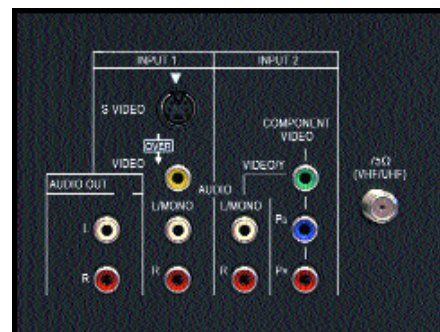 INPUT 1 INPUT 2
S VIDEO
OVER
COMPONENT
VIDEO
75Ω
(VHF/UHF)
VIDEO
VIDEO/Y
AUDIO OUT
AUDIO
L/MONO L/MONO
L
PB
R R R PR